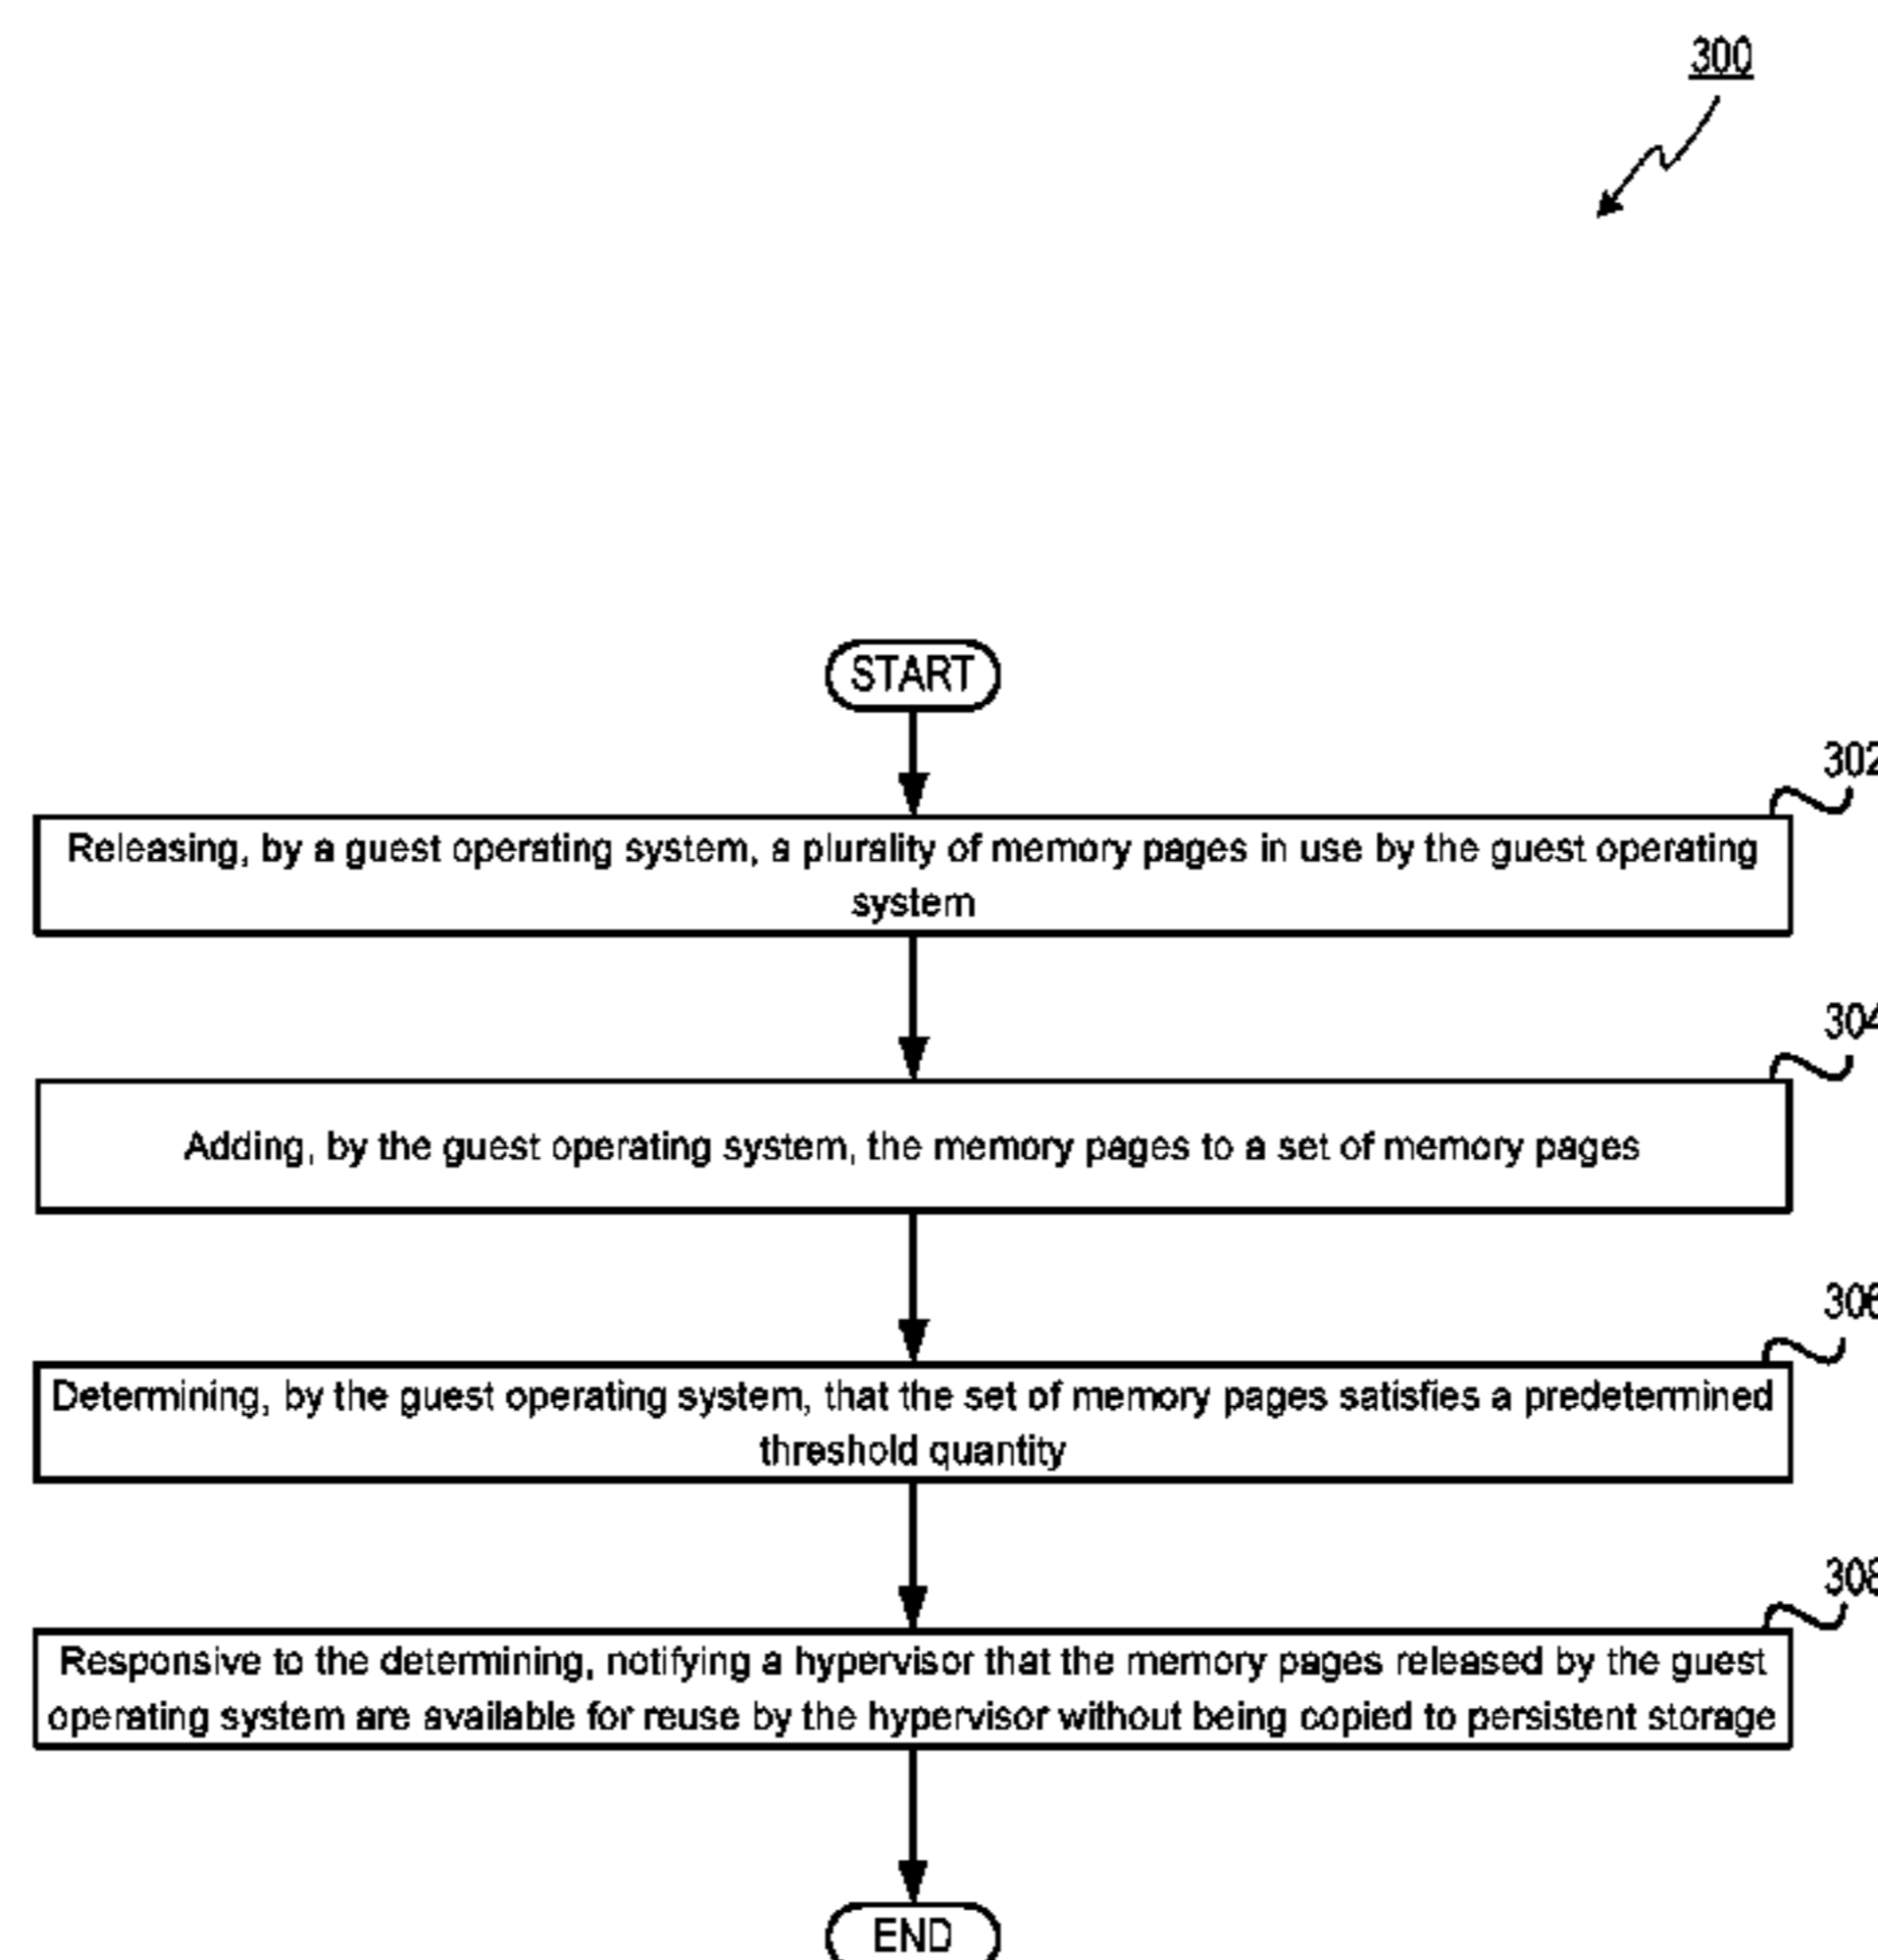 300
START
302
Releasing, by a guest operating system, a plurality of memory pages in use by the guest operating
system
304
Adding, by the guest operating system, the memory pages to a set of memory pages
306
Determining, by the guest operating system, that the set of memory pages satisfies a predetermined
threshold quantity
308
Responsive to the determining, notifying a hypervisor that the memory pages released by the guest
operating system are available for reuse by the hypervisor without being copied to persistent storage
END